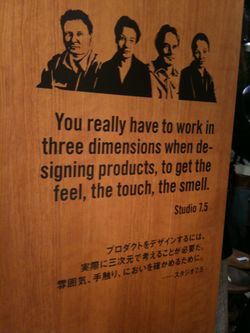 You really have to work in
three dimensions when de-
signing products, to get the
feel, the touch, the smell.
Studio 7.5
プロダクトをデザインするには、
実際に三次元で考えることが必要だ。
雰囲気、手触り、においを確かめるために。
——スタジオ7.5